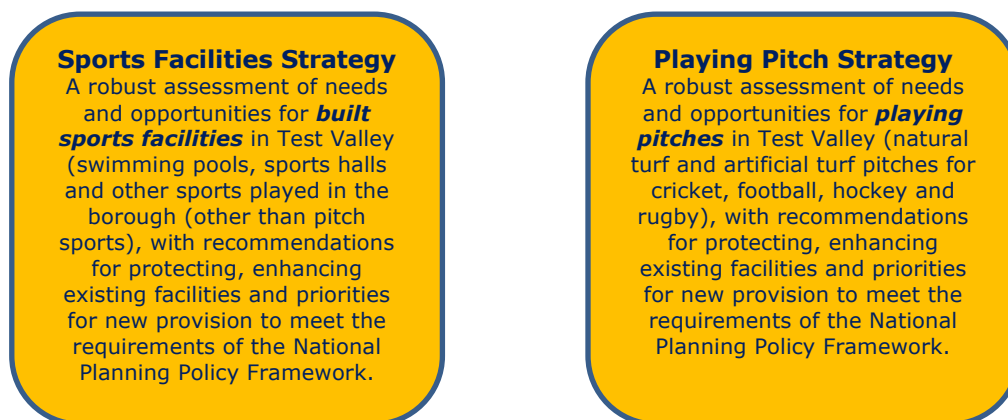 Sports Facilities Strategy
A robust assessment of needs
and opportunities for built
sports facilities in Test Valley
(swimming pools, sports halls
and other sports played in the
borough (other than pitch
sports), with recommendations
for protecting, enhancing
existing facilities and priorities
for new provision to meet the
requirements of the National
Planning Policy Framework.
Playing Pitch Strategy
A robust assessment of needs
and opportunities for playing
pitches in Test Valley (natural
turf and artificial turf pitches for
cricket, football, hockey and
rugby), with recommendations
for protecting, enhancing
existing facilities and priorities
for new provision to meet the
requirements of the National
Planning Policy Framework.